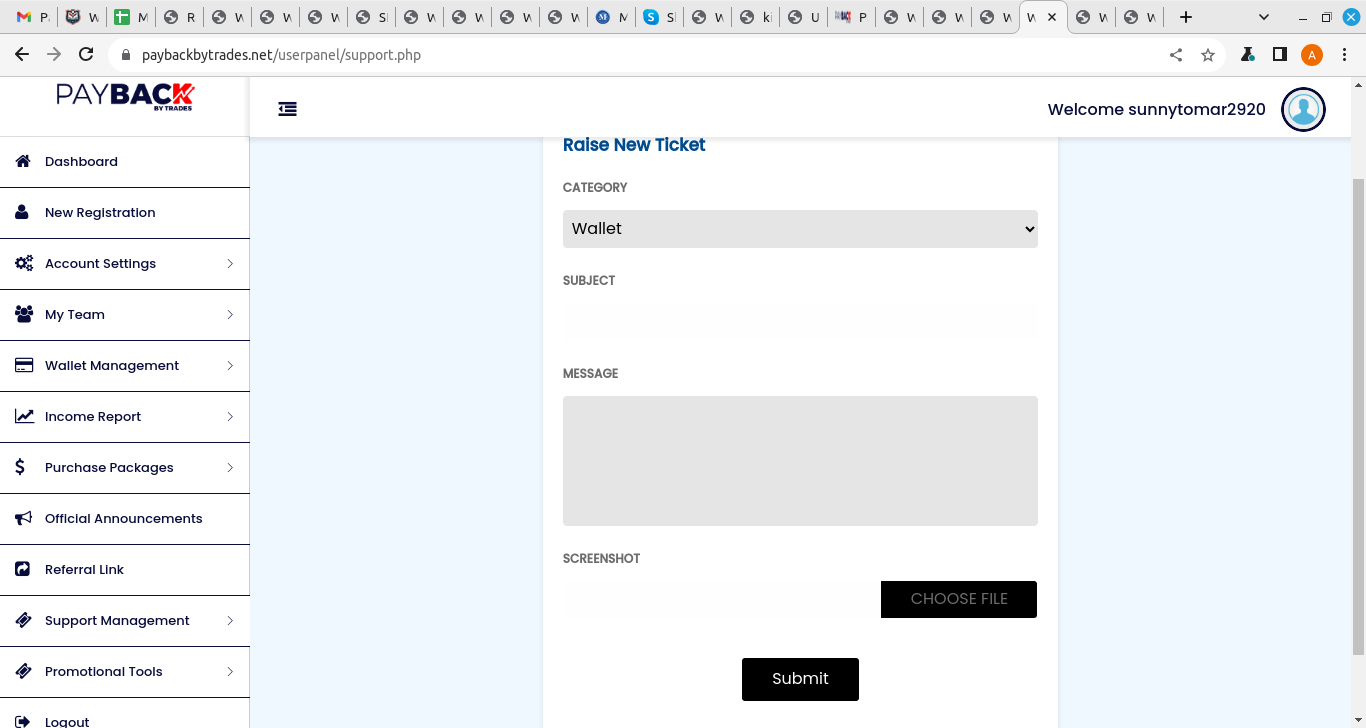 P
W
M
R
W
W
W
S
W
W
W
W
M
S
W
ki
U
P
W
W
W
W
W
W
paybackbytrades.net/userpanel/support.php
A
PAYBACK
BY TRADES
Welcome sunnytomar2920
Dashboard
New Registration
Account Settings
My Team
Wallet Management
Income Report
Purchase Packages
Official Announcements
Referral Link
Support Management
Promotional Tools
Logout
Raise New Ticket
CATEGORY
Wallet
SUBJECT
MESSAGE
SCREENSHOT
CHOOSE FILE
Submit